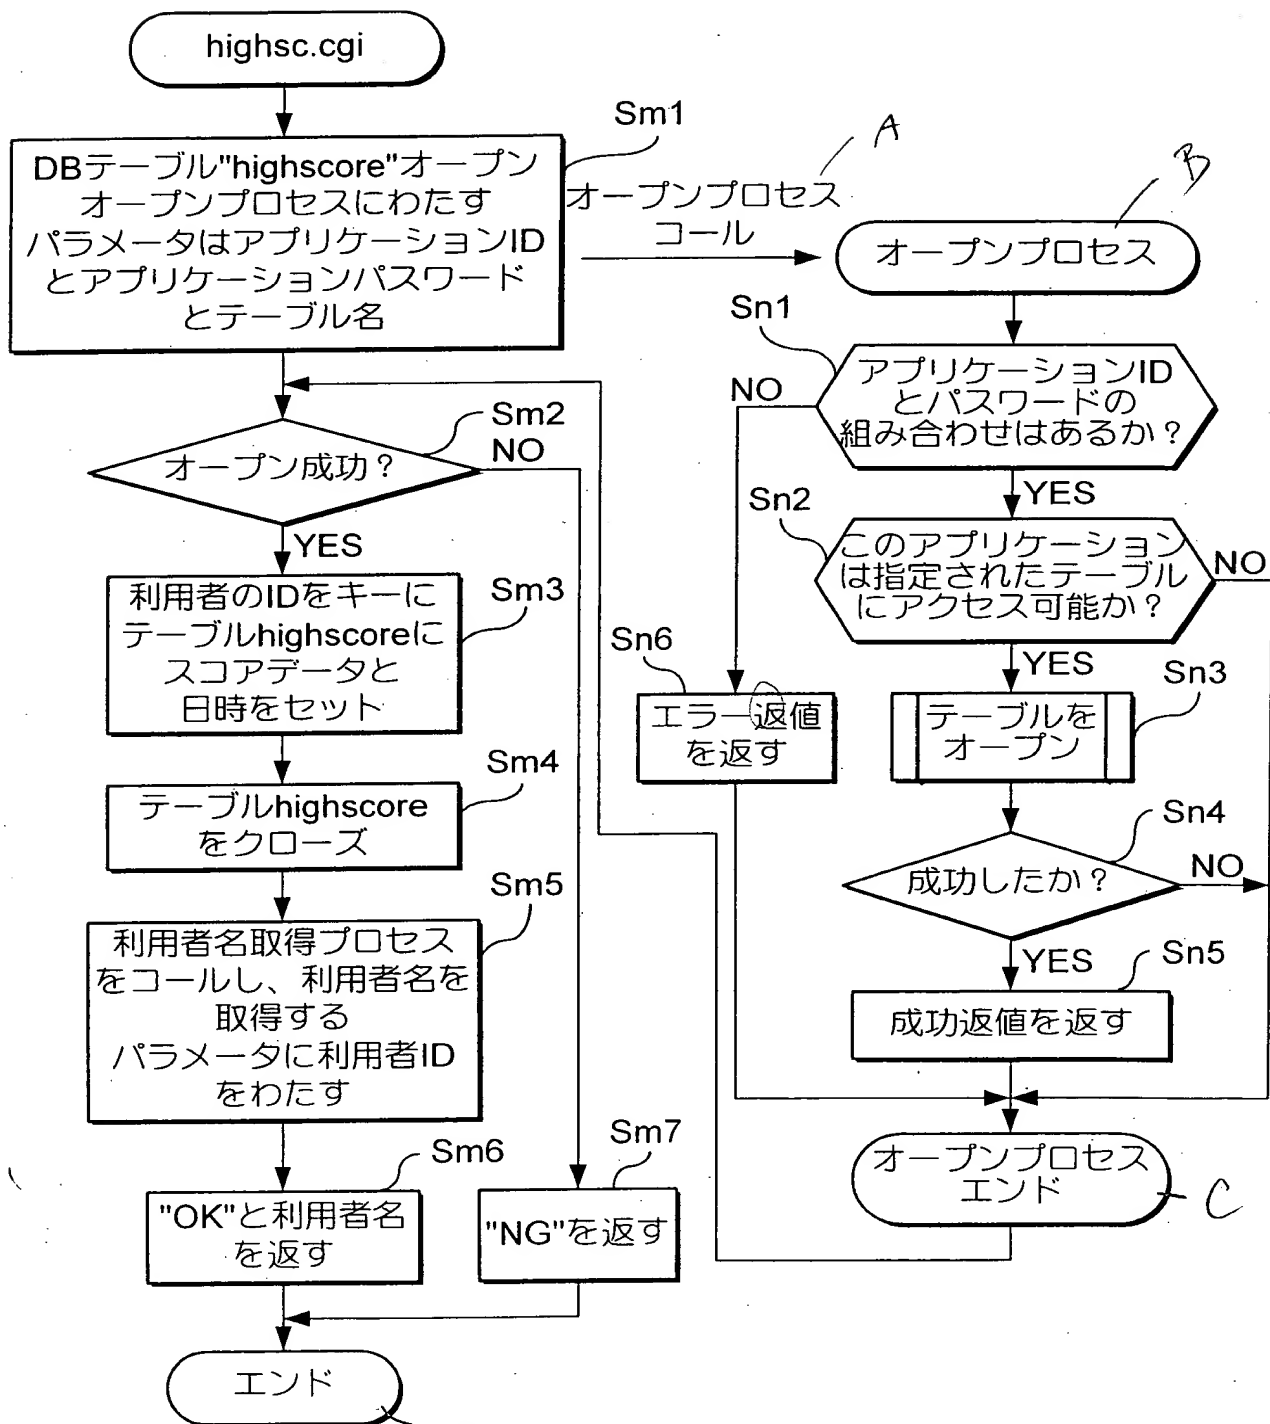 highsc.cgi
Sm1
DBテーブル"highscore"オープン
オープンプロセスにわたす
パラメータはアプリケーションID
とアプリケーションパスワード
とテーブル名
オープンプロセス
コール
A
B
オープンプロセス
Sn1
アプリケーションID
とパスワードの
組み合わせはあるか？
NO
YES
Sm2
オープン成功？
NO
YES
Sn2
このアプリケーション
は指定されたテーブル
にアクセス可能か？
NO
YES
Sm3
利用者のIDをキーに
テーブルhighscoreに
スコアデータと
日時をセット
Sn6
エラー返値
を返す
Sn3
テーブルを
オープン
Sm4
テーブルhighscore
をクローズ
Sn4
成功したか？
NO
YES
Sm5
利用者名取得プロセス
をコールし、利用者名を
取得する
パラメータに利用者ID
をわたす
Sn5
成功返値を返す
Sm6
"OK"と利用者名
を返す
Sm7
"NG"を返す
オープンプロセス
エンド
C
エンド